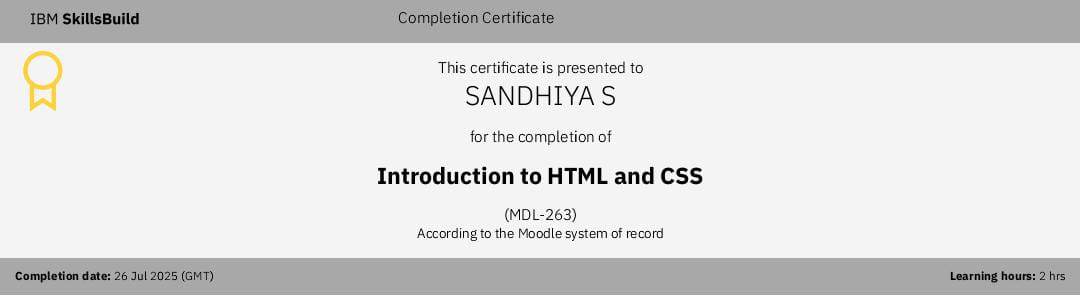 IBM SkillsBuild
Completion Certificate
This certificate is presented to
SANDHIYA S
for the completion of
Introduction to HTML and CSS
(MDL-263)
According to the Moodle system of record
Completion date: 26 Jul 2025 (GMT)
Learning hours: 2 hrs